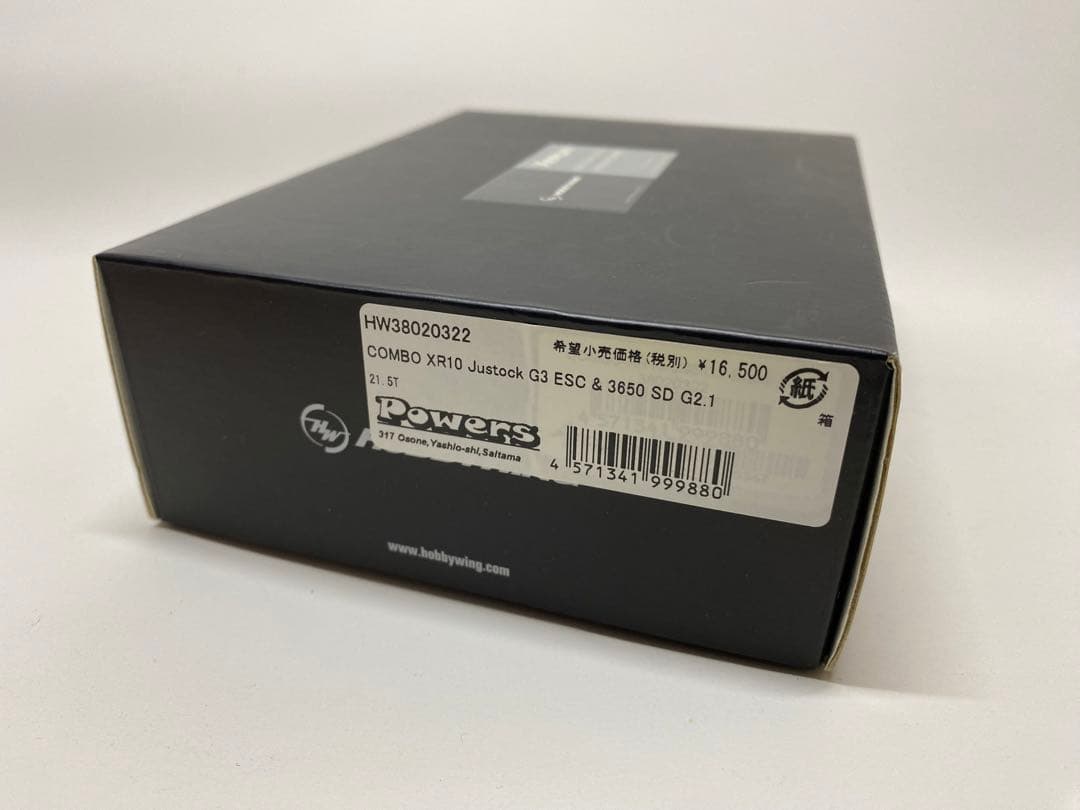 HW38020322
希望小売価格(税別) ¥16,500
COMBO XR10 Justock G3 ESC & 3650 SD G2.1
21.5T
紙
箱
Powers
317 Osone,Yashio-shi,Saitama
4 571341 999880
HW
www.hobbywing.com